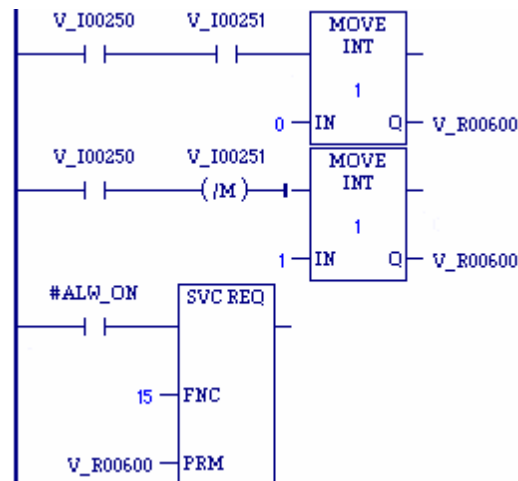 V_I00250 V_I00251 MOVE
INT
1
0 IN Q V_R00600
V_I00250 V_I00251 MOVE
(/M) INT
1
1 IN Q V_R00600
#ALW_ON SVC REQ
15 FNC
V_R00600 PRM